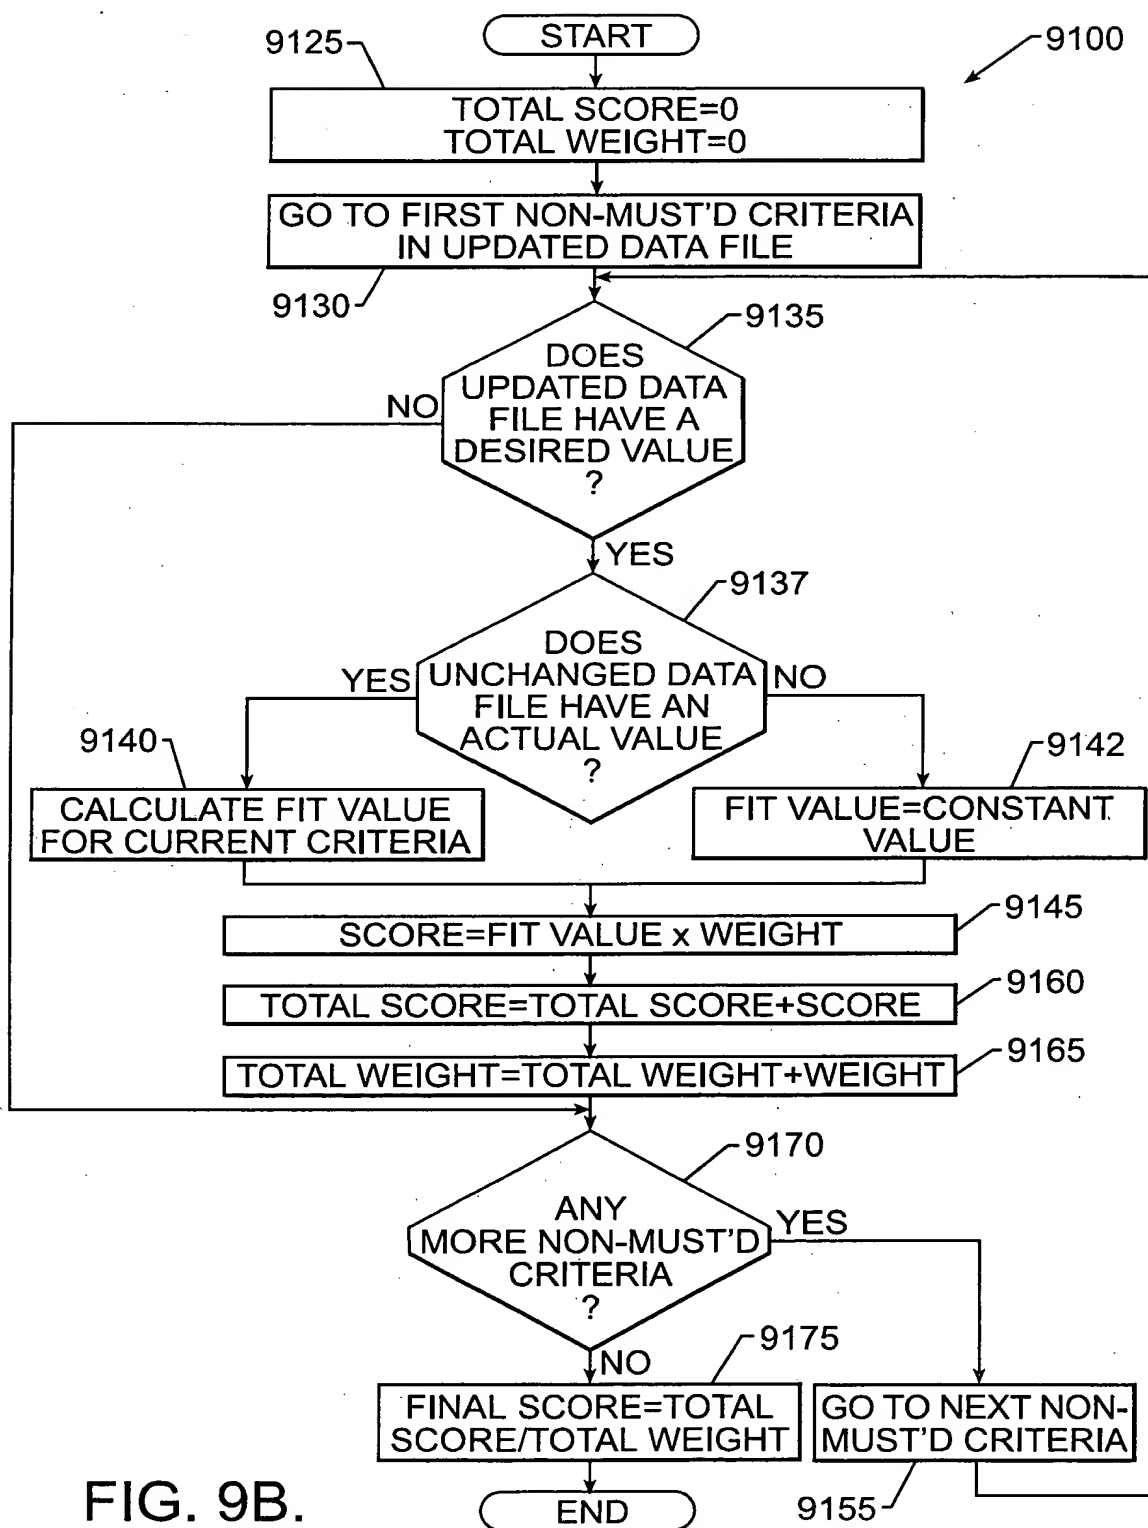 START
9125
9100
TOTAL SCORE=0
TOTAL WEIGHT=0
GO TO FIRST NON-MUST'D CRITERIA
IN UPDATED DATA FILE
9130
9135
DOES
UPDATED DATA
FILE HAVE A
DESIRED VALUE
?
NO
YES
9137
DOES
UNCHANGED DATA
FILE HAVE AN
ACTUAL VALUE
?
YES
NO
9140
9142
CALCULATE FIT VALUE
FOR CURRENT CRITERIA
FIT VALUE=CONSTANT
VALUE
9145
SCORE=FIT VALUE x WEIGHT
9160
TOTAL SCORE=TOTAL SCORE+SCORE
9165
TOTAL WEIGHT=TOTAL WEIGHT+WEIGHT
9170
ANY
MORE NON-MUST'D
CRITERIA
?
YES
NO
9175
FINAL SCORE=TOTAL
SCORE/TOTAL WEIGHT
GO TO NEXT NON-
MUST'D CRITERIA
9155
END
FIG. 9B.